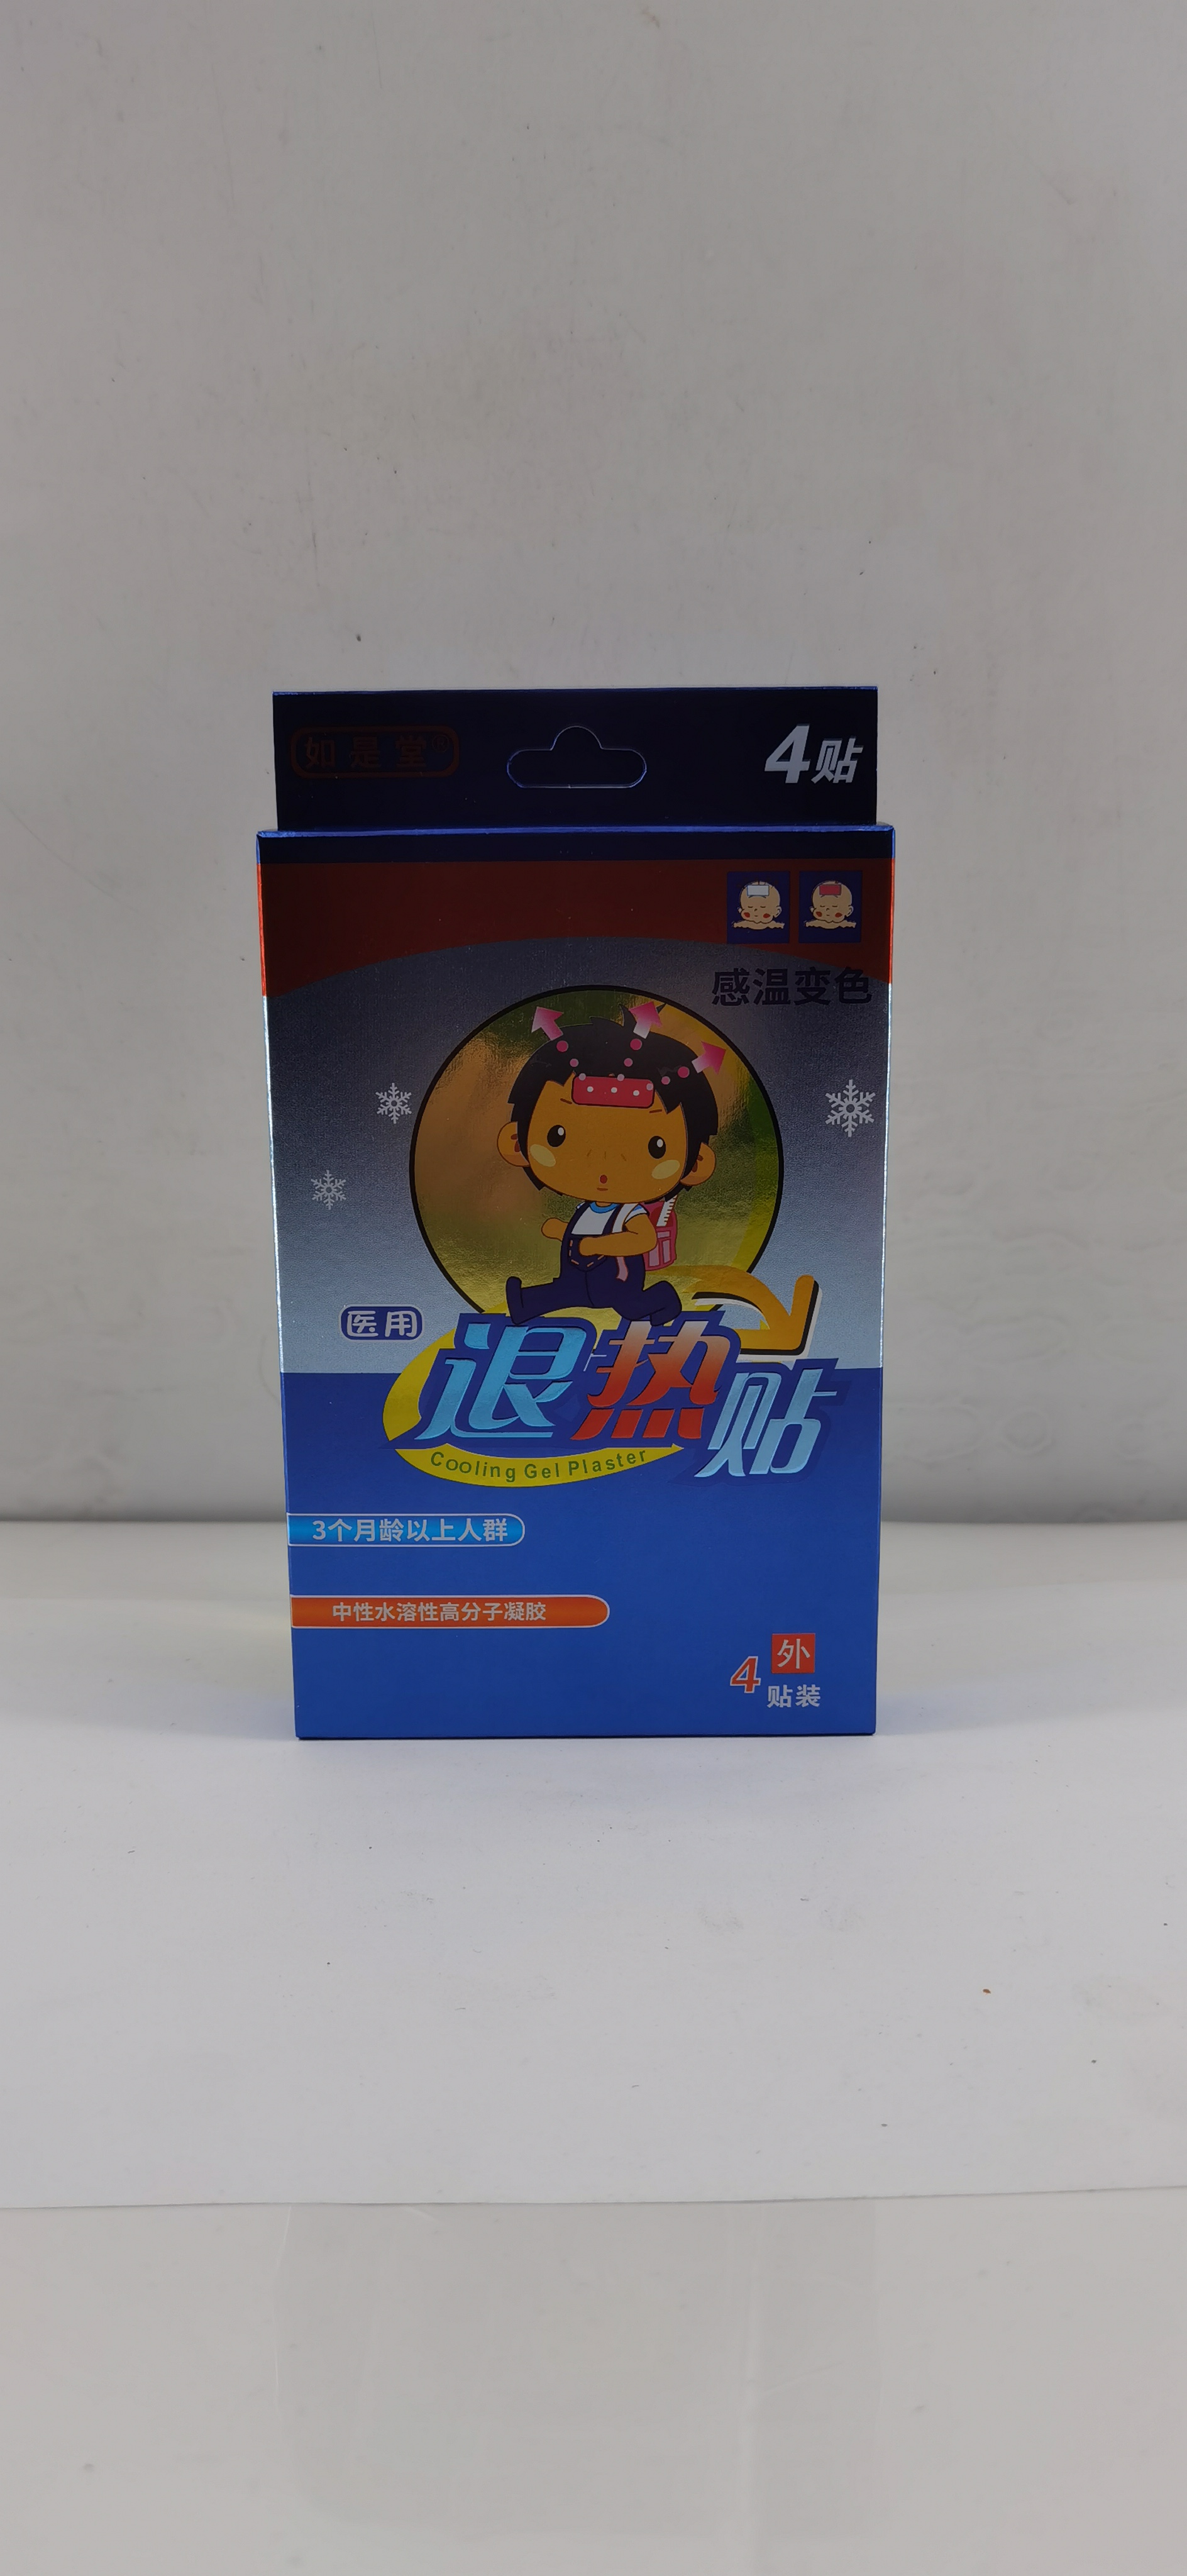 如是堂®
4贴
感温变色
医用
退热贴
Cooling Gel Plaster
3个月龄以上人群
中性水溶性高分子凝胶
外
4贴装